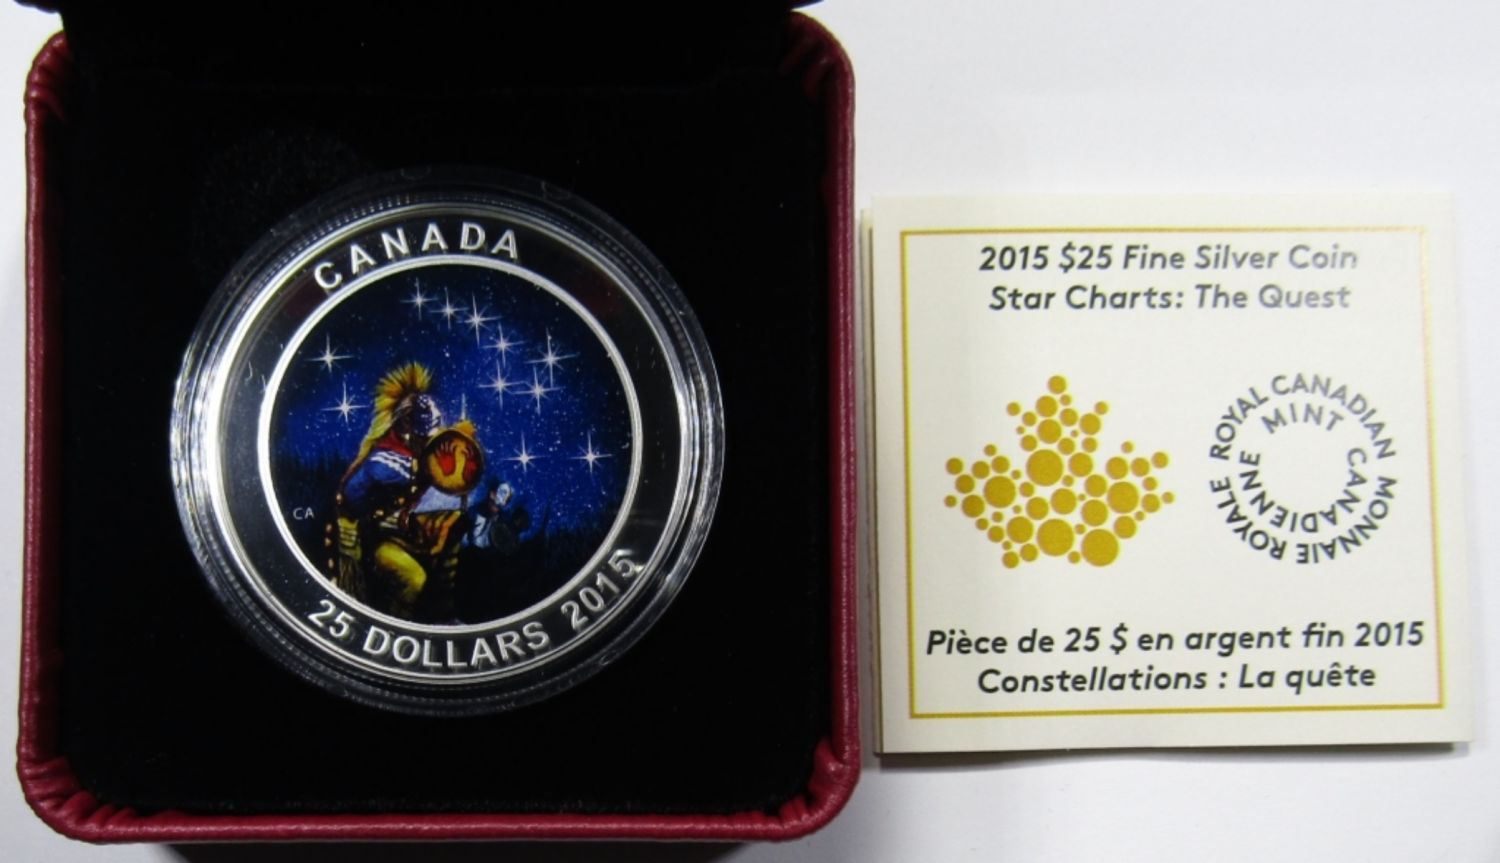 CANADA
CA
25 DOLLARS 2015
2015 $25 Fine Silver Coin
Star Charts: The Quest
ROYAL CANADIAN MINT
MONNAIE ROYALE CANADIENNE
Pièce de 25 $ en argent fin 2015
Constellations : La quête